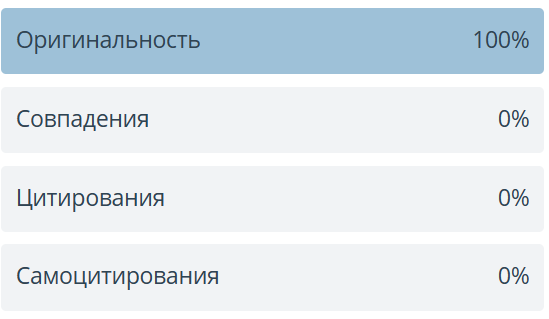 Оригинальность 100%
Совпадения 0%
Цитирования 0%
Самоцитирования 0%